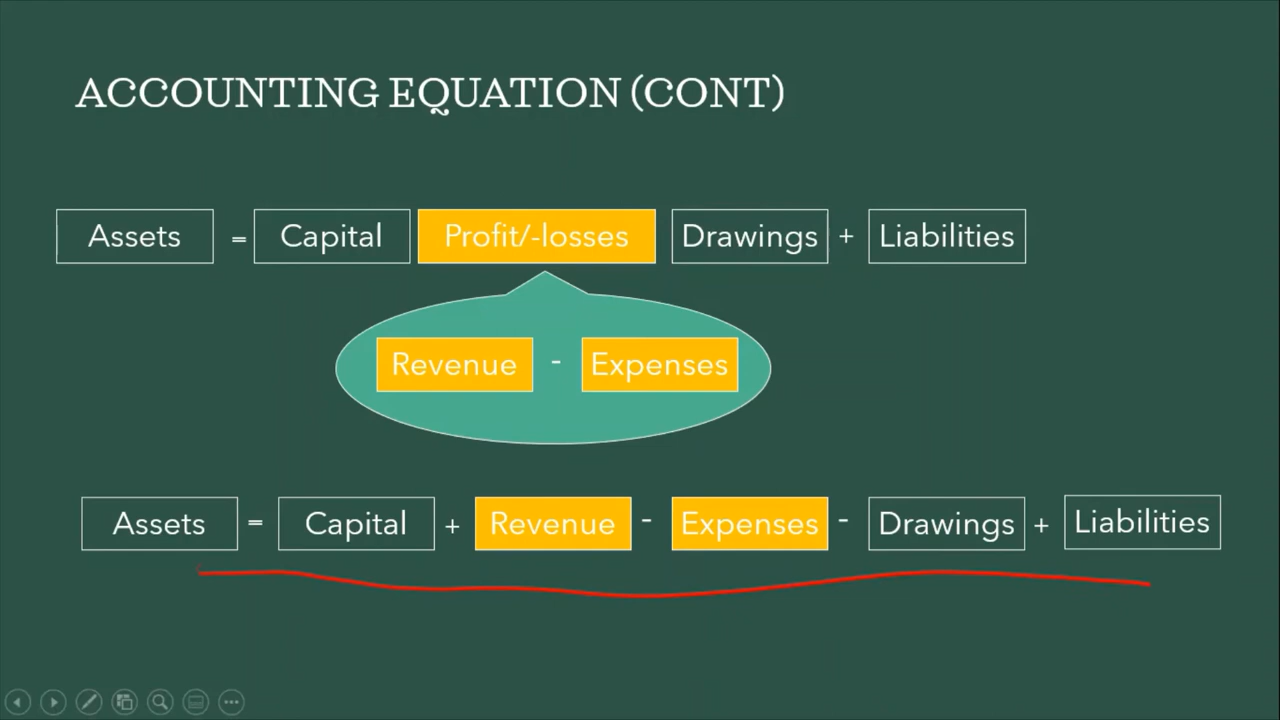 ACCOUNTING EQUATION (CONT)
Assets = Capital Profit/-losses Drawings + Liabilities
Revenue - Expenses
Assets = Capital + Revenue - Expenses - Drawings + Liabilities